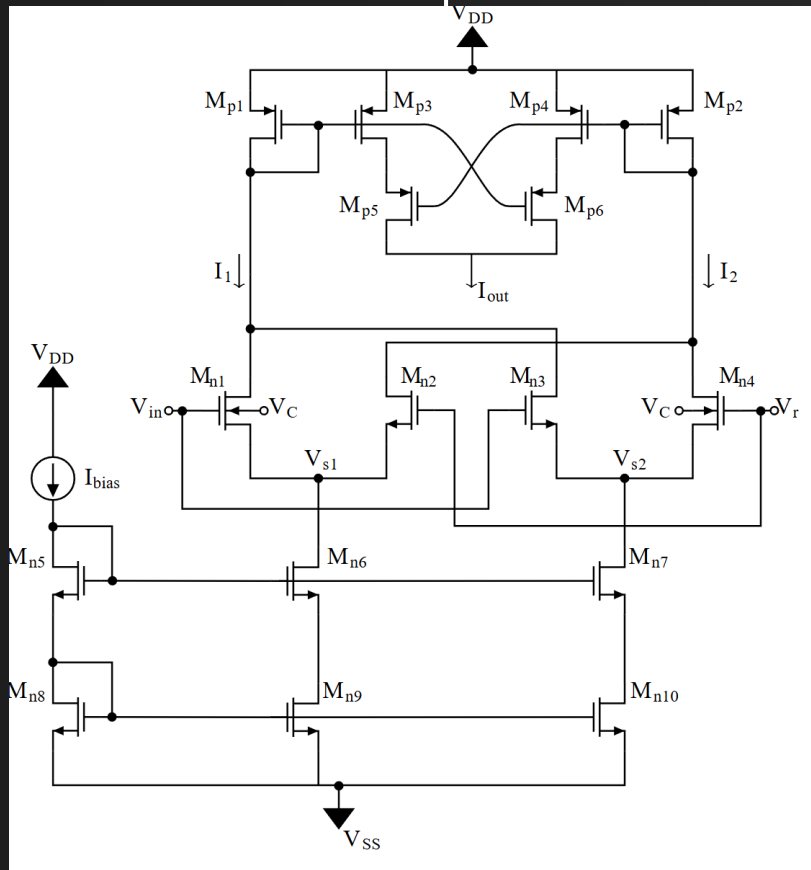 VDD
Mp1
Mp3
Mp4
Mp2
Mp5
Mp6
I1
Iout
I2
VDD
Mn1
Mn2
Mn3
Mn4
Vin
VC
VC
Vr
Ibias
Vs1
Vs2
Mn5
Mn6
Mn7
Mn8
Mn9
Mn10
VSS